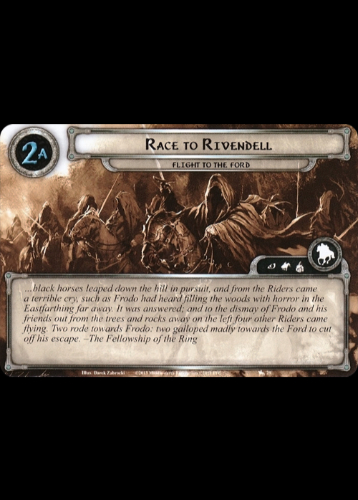 2A
RACE TO RIVENDELL
FLIGHT TO THE FORD
...black horses leaped down the hill in pursuit, and from the Riders came
a terrible cry, such as Frodo had heard filling the woods with horror in the
Eastfarthing far away. It was answered; and to the dismay of Frodo and his
friends out from the trees and rocks away on the left four other Riders came
flying. Two rode towards Frodo: two galloped madly towards the Ford to cut
off his escape. –The Fellowship of the Ring
Illus. Darek Zabrocki